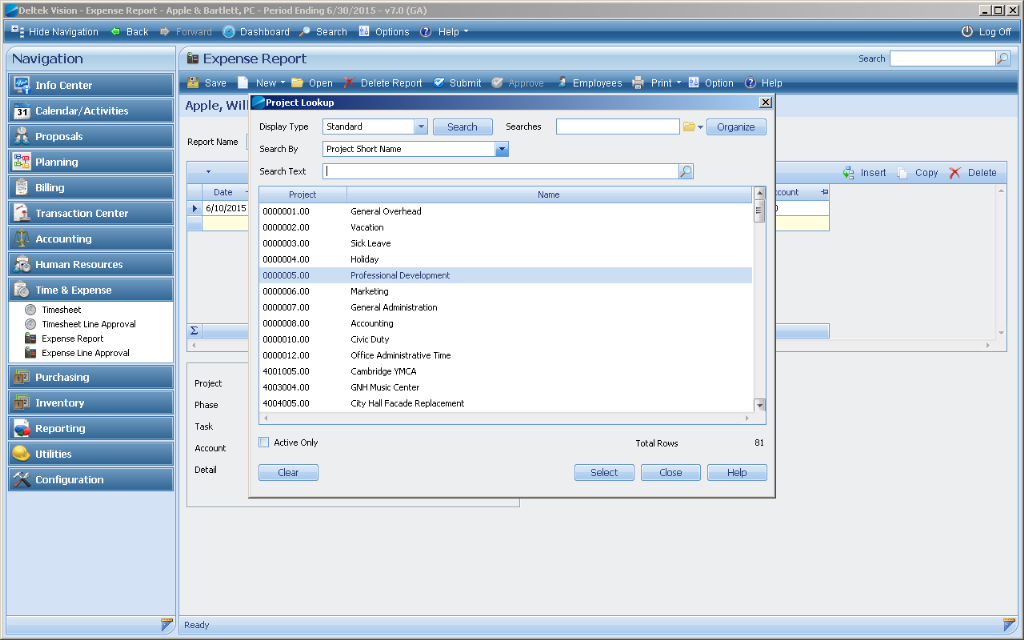 Deltek Vision - Expense Report - Apple & Bartlett, PC - Period Ending 6/30/2015 - v7.0 (GA)
Hide Navigation Back Forward Dashboard Search Options Help Log Off
Navigation
Info Center
31 Calendar/Activities
Proposals
Planning
Billing
Transaction Center
Accounting
Human Resources
Time & Expense
Timesheet
Timesheet Line Approval
Expense Report
Expense Line Approval
Purchasing
Inventory
Reporting
Utilities
Configuration
Expense Report Search
Save New Open Delete Report Submit Approve Employees Print Option Help
Apple, Will
Report Name
Insert Copy Delete
Date
6/10/2015
Σ
Project
Phase
Task
Account
Detail
Project Lookup
Display Type Standard Search Searches Organize
Search By Project Short Name
Search Text
Project Name
0000001.00 General Overhead
0000002.00 Vacation
0000003.00 Sick Leave
0000004.00 Holiday
0000005.00 Professional Development
0000006.00 Marketing
0000007.00 General Administration
0000008.00 Accounting
0000010.00 Civic Duty
0000012.00 Office Administrative Time
4001005.00 Cambridge YMCA
4003004.00 GNH Music Center
4004005.00 City Hall Facade Replacement
Active Only Total Rows 81
Clear Select Close Help
Ready